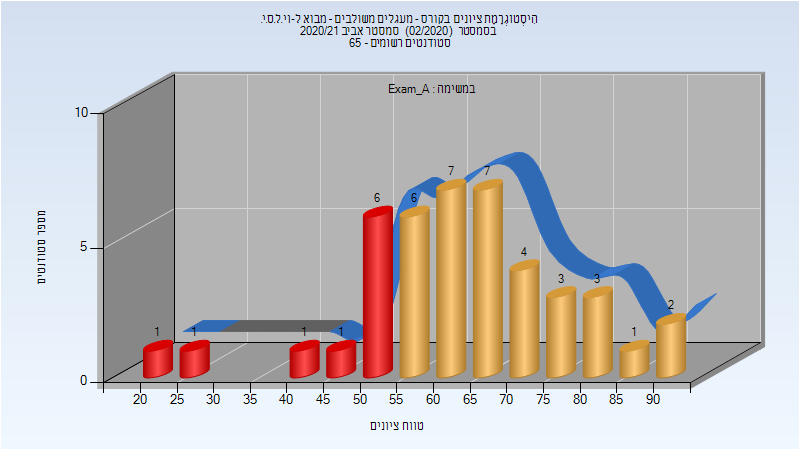 הִיסְטוגְרָמַת ציונים בקורס - מעגלים משולבים - מבוא ל-וי.ל.ס.י.
בסמסטר (02/2020) סמסטר אביב 2020/21
סטודנטים רשומים - 65
במשימה : Exam_A
מספר סטודנטים
10
5
0
1 1 1 1 6 6 7 7 4 3 3 1 2
20 25 30 35 40 45 50 55 60 65 70 75 80 85 90
טווח ציונים